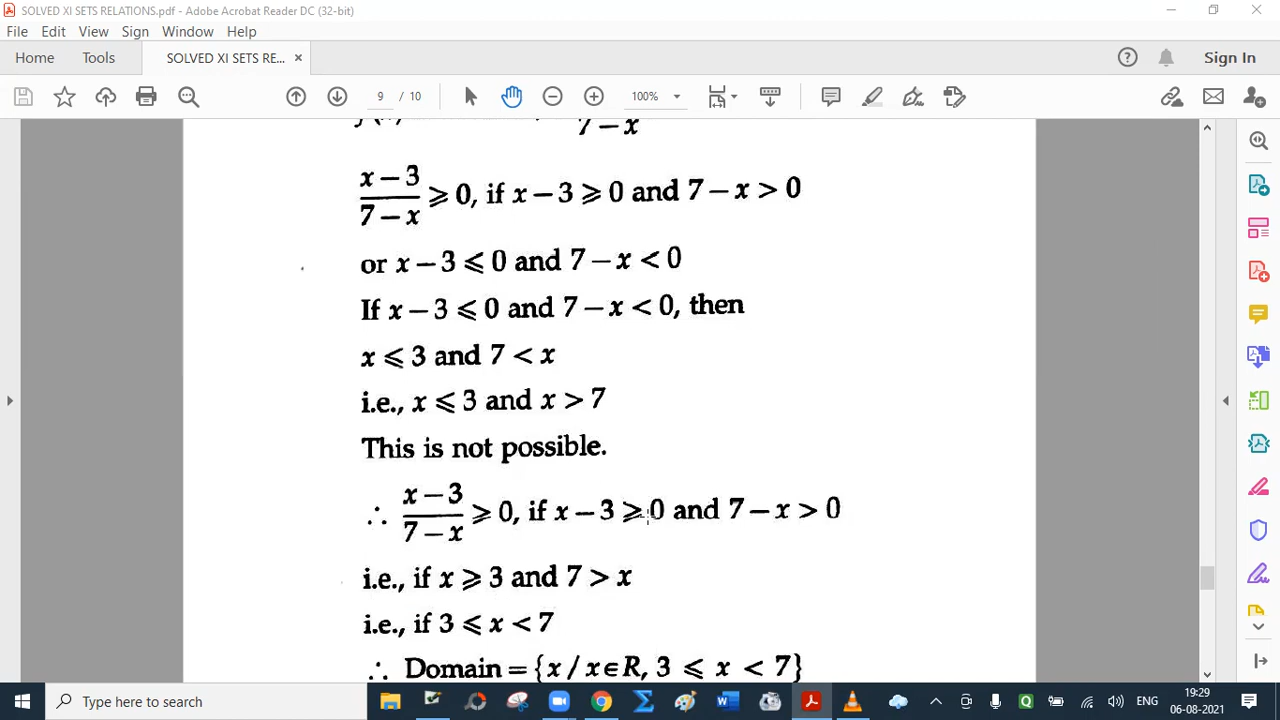 SOLVED XI SETS RELATIONS.pdf - Adobe Acrobat Reader DC (32-bit)
File Edit View Sign Window Help
Home Tools SOLVED XI SETS RE... × Sign In
9 / 10 100%
7 − x
x − 3 / 7 − x ⩾ 0, if x − 3 ⩾ 0 and 7 − x > 0
or x − 3 ⩽ 0 and 7 − x < 0
If x − 3 ⩽ 0 and 7 − x < 0, then
x ⩽ 3 and 7 < x
i.e., x ⩽ 3 and x > 7
This is not possible.
∴ x − 3 / 7 − x ⩾ 0, if x − 3 ⩾ 0 and 7 − x > 0
i.e., if x ⩾ 3 and 7 > x
i.e., if 3 ⩽ x < 7
∴ Domain = {x / x ∈ R, 3 ⩽ x < 7}
Type here to search
ENG
19:29
06-08-2021